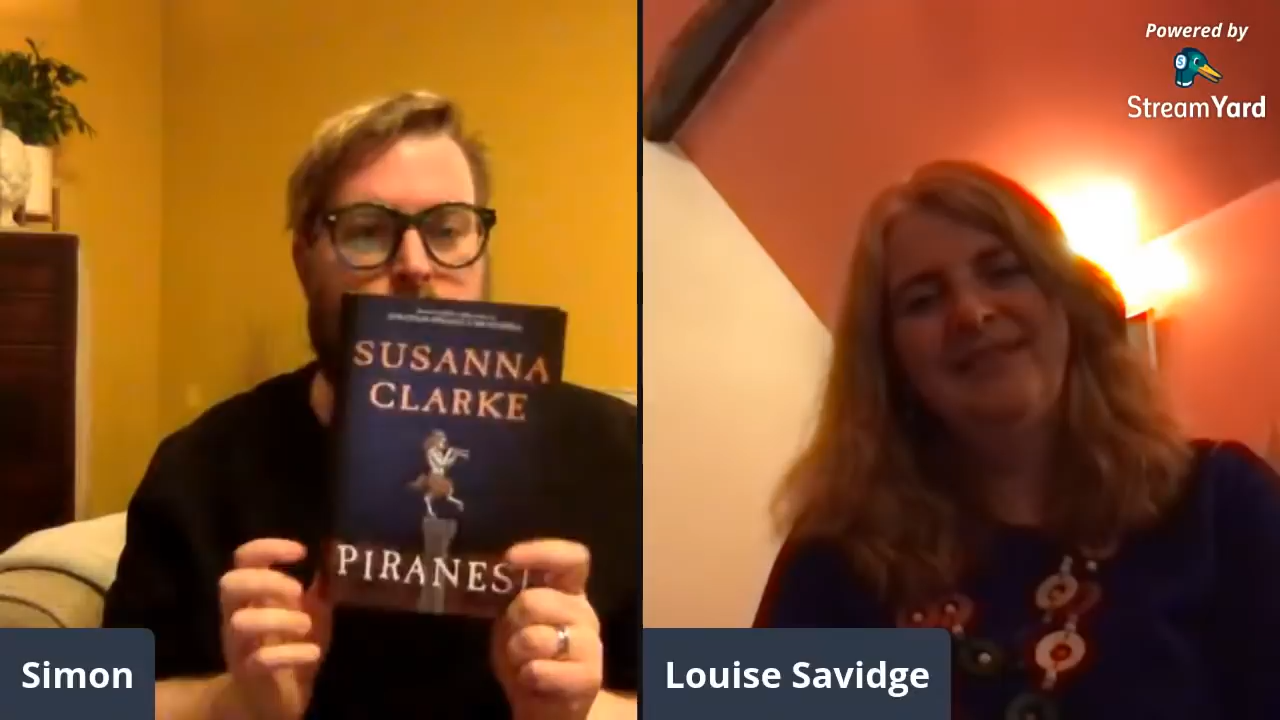 SUSANNA
CLARKE
PIRANESI
Simon
Powered by
StreamYard
Louise Savidge